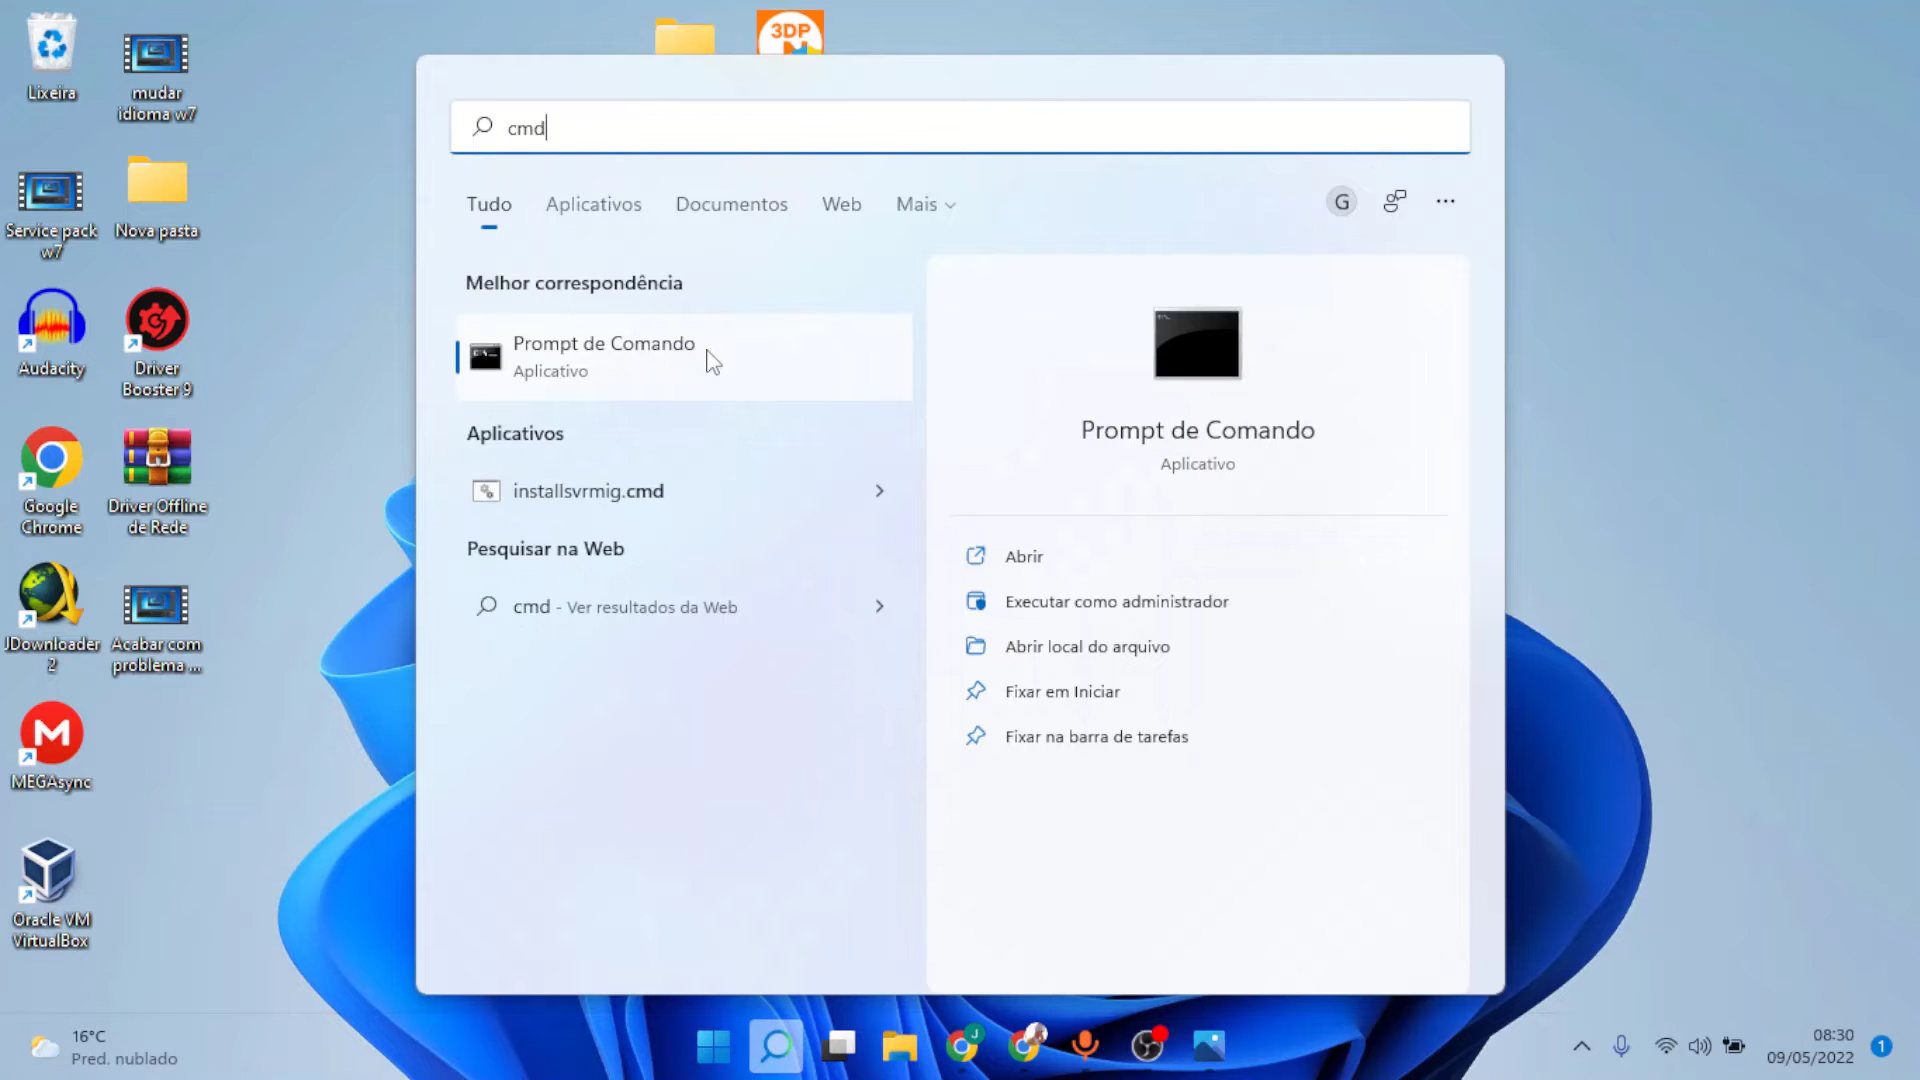 Lixeira
mudar
idioma w7
Service pack
w7
Nova pasta
Audacity
Driver
Booster 9
Google
Chrome
Driver Offline
de Rede
JDownloader
2
Acabar com
problema ...
MEGAsync
Oracle VM
VirtualBox
3DP
cmd
Tudo
Aplicativos
Documentos
Web
Mais
G
Melhor correspondência
Prompt de Comando
Aplicativo
Aplicativos
installsvrmig.cmd
Pesquisar na Web
cmd - Ver resultados da Web
Prompt de Comando
Aplicativo
Abrir
Executar como administrador
Abrir local do arquivo
Fixar em Iniciar
Fixar na barra de tarefas
16°C
Pred. nublado
J
08:30
09/05/2022
1